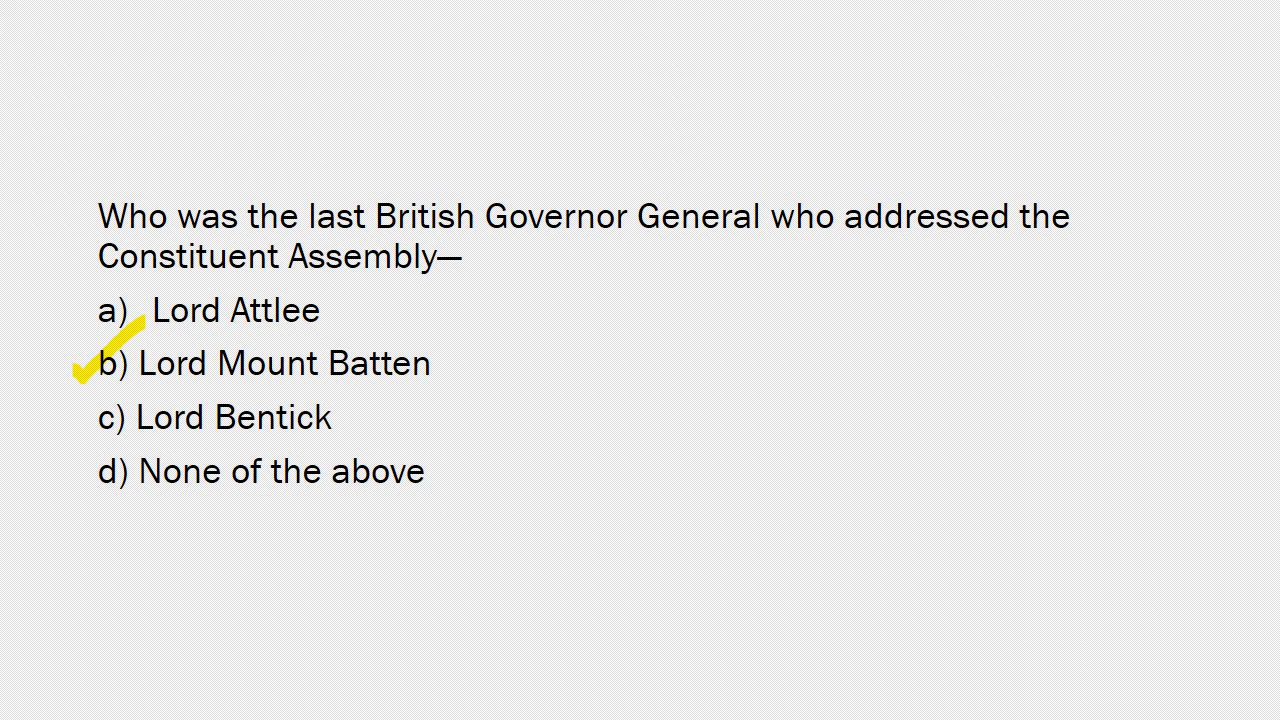 Who was the last British Governor General who addressed the
Constituent Assembly—
a) Lord Attlee
b) Lord Mount Batten
c) Lord Bentick
d) None of the above